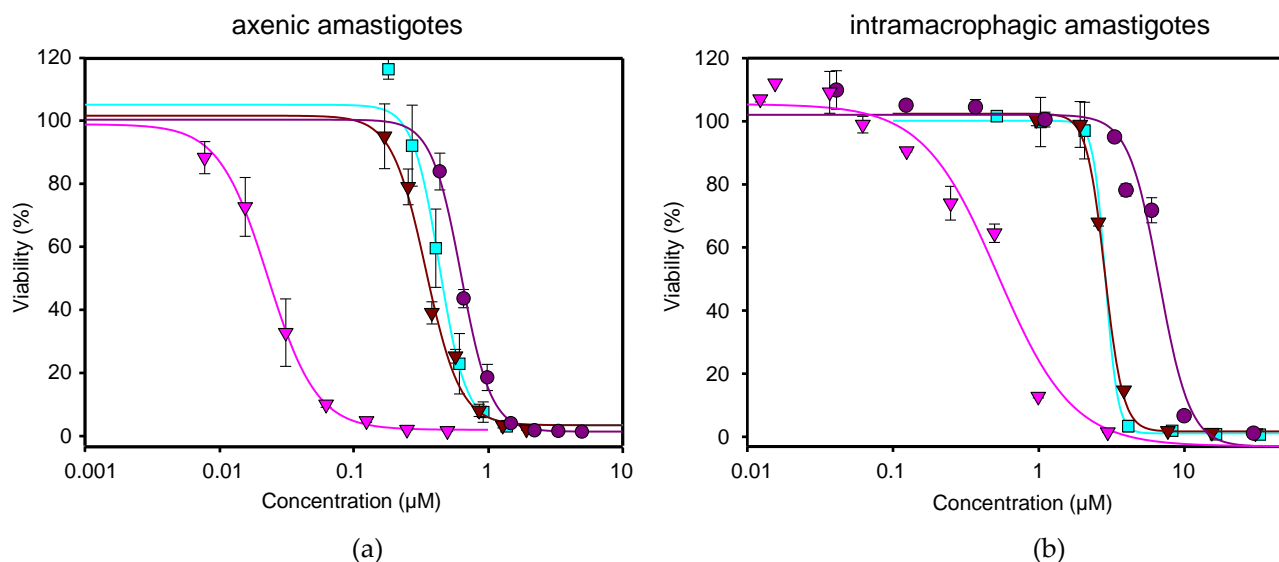 axenic amastigotes
120
100
80
60
40
20
0
Viability (%)
0.001 0.01 0.1 1 10
Concentration (µM)
(a)
intramacrophagic amastigotes
120
100
80
60
40
20
0
Viability (%)
0.01 0.1 1 10
Concentration (µM)
(b)